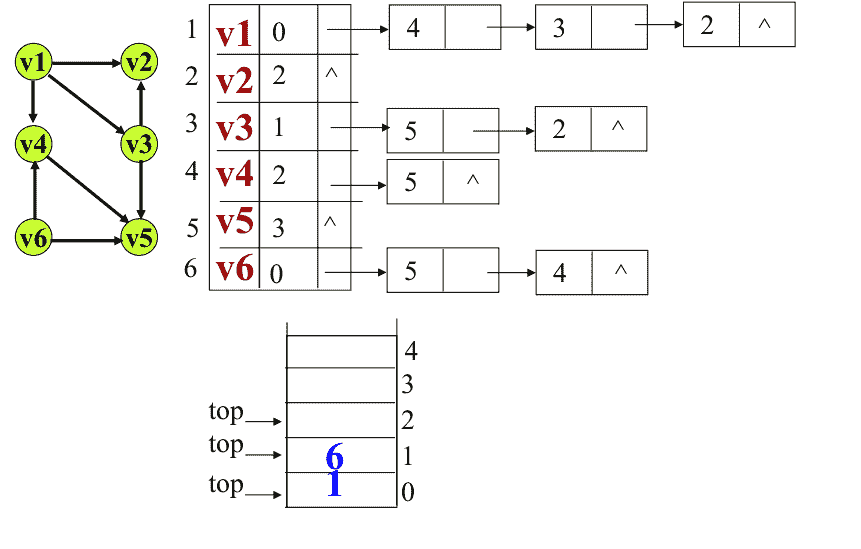 v1 v2
v4 v3
v6 v5
1 v1 0 4 3 2 ^
2 v2 2 ^
3 v3 1 5 2 ^
4 v4 2 5 ^
5 v5 3 ^
6 v6 0 5 4 ^
4
3
top 2
top 6 1
top 1 0